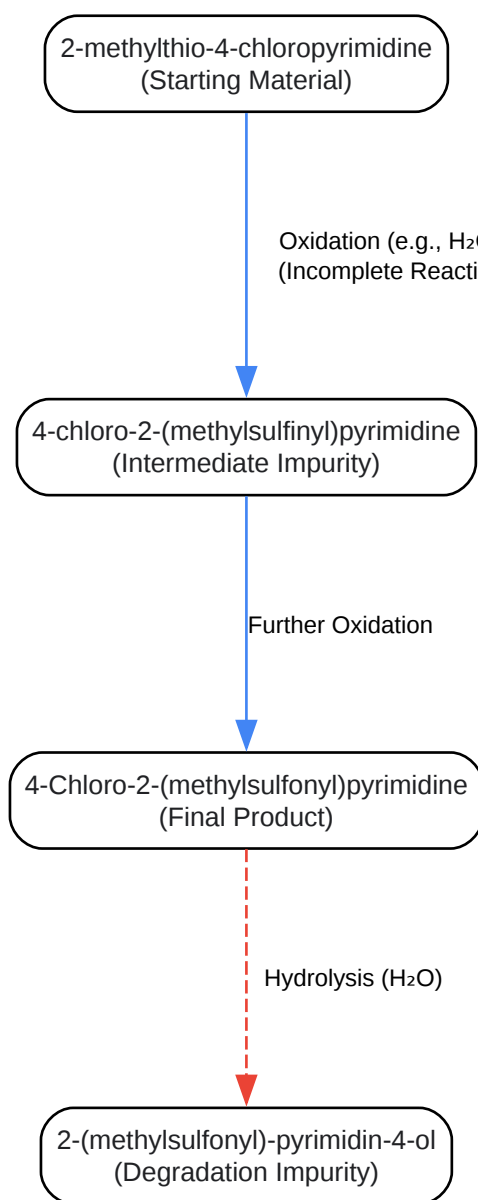 2-methylthio-4-chloropyrimidine
(Starting Material)
Oxidation (e.g.,
(Incomplete
4-chloro-2-(methylsulfinyl)pyrimidine
(Intermediate Impurity)
Further Oxidation
4-Chloro-2-(methylsulfonyl)pyrimidine
(Final Product)
Hydrolysis (H₂O)
2-(methylsulfonyl)-pyrimidin-4-ol
(Degradation Impurity)